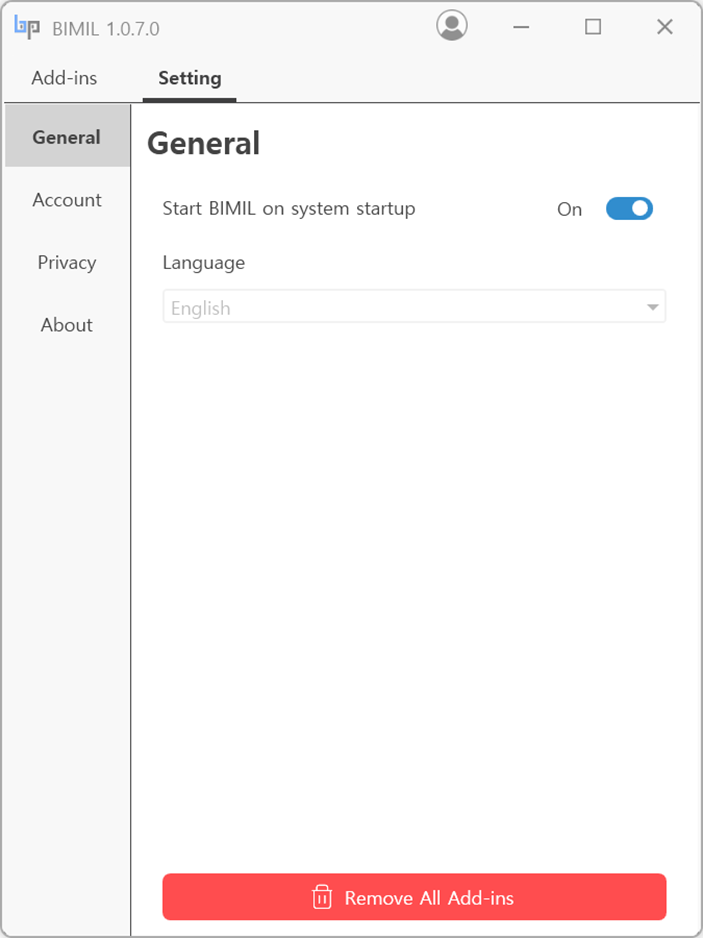 bp BIMIL 1.0.7.0
Add-ins Setting
General
Account
Privacy
About
General
Start BIMIL on system startup On
Language
English
Remove All Add-ins